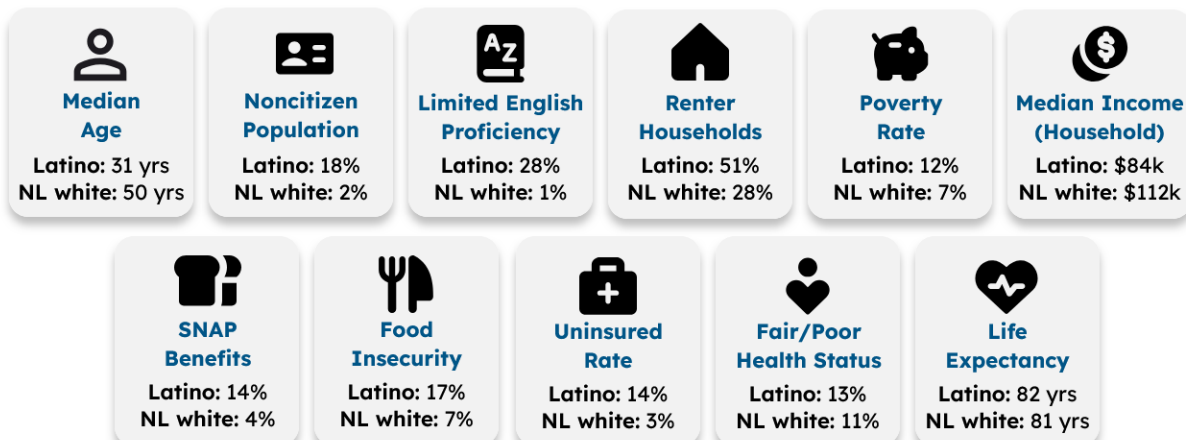 Median
Age
Latino: 31 yrs
NL white: 50 yrs
Noncitizen
Population
Latino: 18%
NL white: 2%
AZ
Limited English
Proficiency
Latino: 28%
NL white: 1%
Renter
Households
Latino: 51%
NL white: 28%
Poverty
Rate
Latino: 12%
NL white: 7%
$
Median Income
(Household)
Latino: $84k
NL white: $112k
SNAP
Benefits
Latino: 14%
NL white: 4%
Food
Insecurity
Latino: 17%
NL white: 7%
Uninsured
Rate
Latino: 14%
NL white: 3%
Fair/Poor
Health Status
Latino: 13%
NL white: 11%
Life
Expectancy
Latino: 82 yrs
NL white: 81 yrs